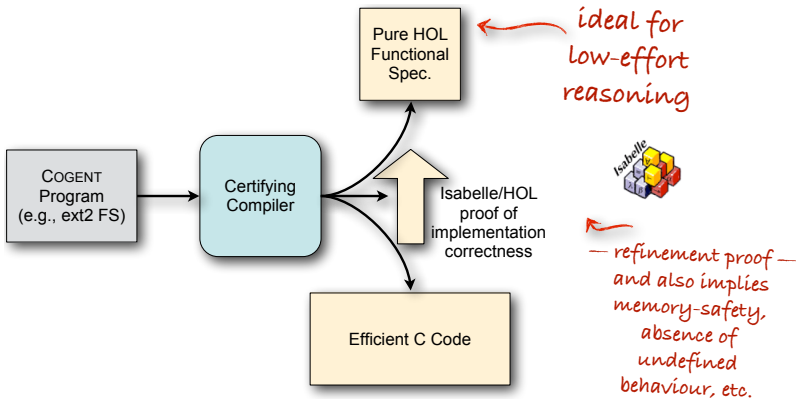 Pure HOL
Functional
Spec.
ideal for
low-effort
reasoning
COGENT
Program
(e.g., ext2 FS)
Certifying
Compiler
Isabelle/HOL
proof of
implementation
correctness
Isabelle
— refinement proof —
and also implies
memory-safety,
absence of
undefined
behaviour, etc.
Efficient C Code